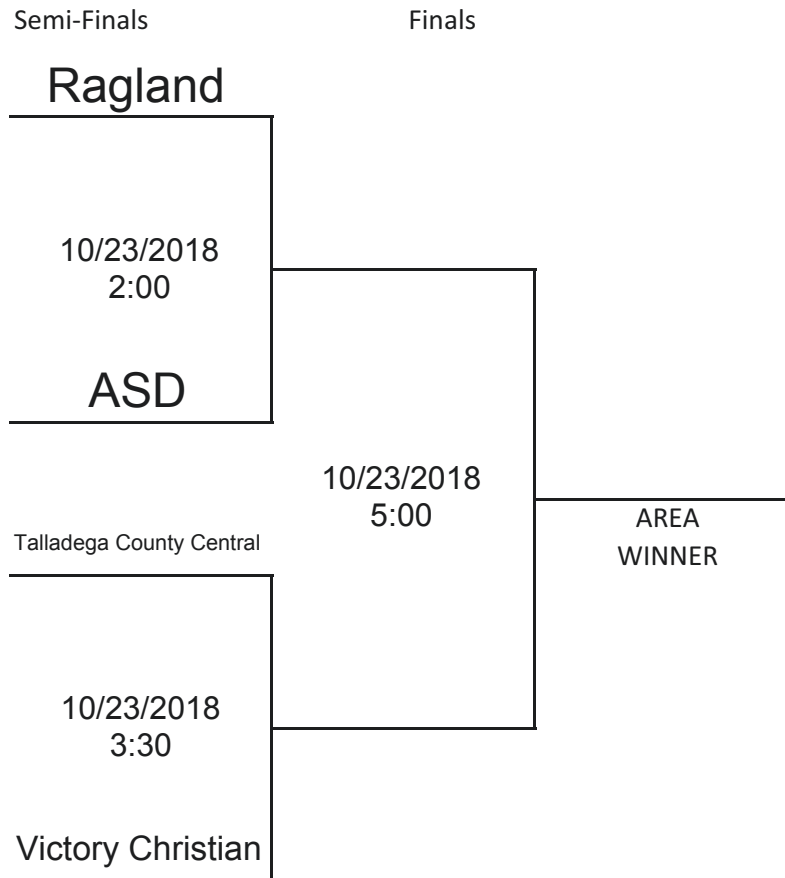 Semi-Finals
Finals
Ragland
10/23/2018
2:00
ASD
10/23/2018
5:00
AREA
WINNER
Talladega County Central
10/23/2018
3:30
Victory Christian